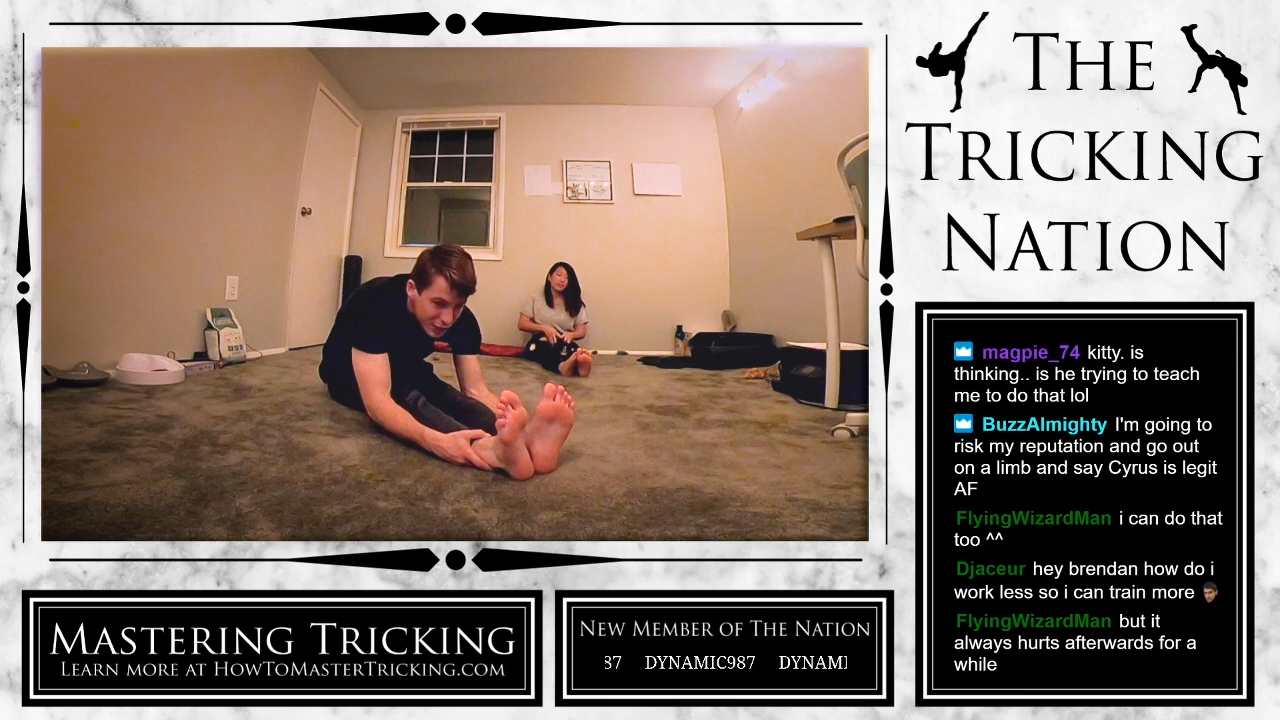 THE
TRICKING
NATION
magpie_74 kitty. is
thinking.. is he trying to teach
me to do that lol
BuzzAlmighty I'm going to
risk my reputation and go out
on a limb and say Cyrus is legit
AF
FlyingWizardMan i can do that
too ^^
Djaceur hey brendan how do i
work less so i can train more
FlyingWizardMan but it
always hurts afterwards for a
while
MASTERING TRICKING
LEARN MORE AT HOWTOMASTERTRICKING.COM
NEW MEMBER OF THE NATION
87 DYNAMIC987 DYNAMI